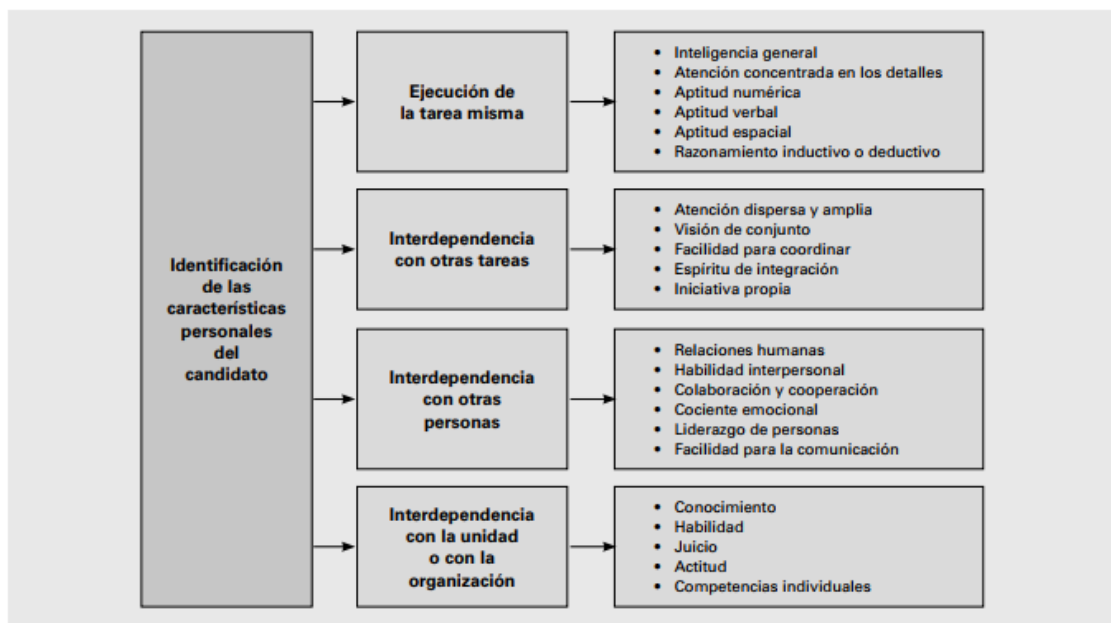 Identificación
de las
características
personales
del
candidato
Ejecución de
la tarea misma
• Inteligencia general
• Atención concentrada en los detalles
• Aptitud numérica
• Aptitud verbal
• Aptitud espacial
• Razonamiento inductivo o deductivo
Interdependencia
con otras tareas
• Atención dispersa y amplia
• Visión de conjunto
• Facilidad para coordinar
• Espíritu de integración
• Iniciativa propia
Interdependencia
con otras
personas
• Relaciones humanas
• Habilidad interpersonal
• Colaboración y cooperación
• Cociente emocional
• Liderazgo de personas
• Facilidad para la comunicación
Interdependencia
con la unidad
o con la
organización
• Conocimiento
• Habilidad
• Juicio
• Actitud
• Competencias individuales